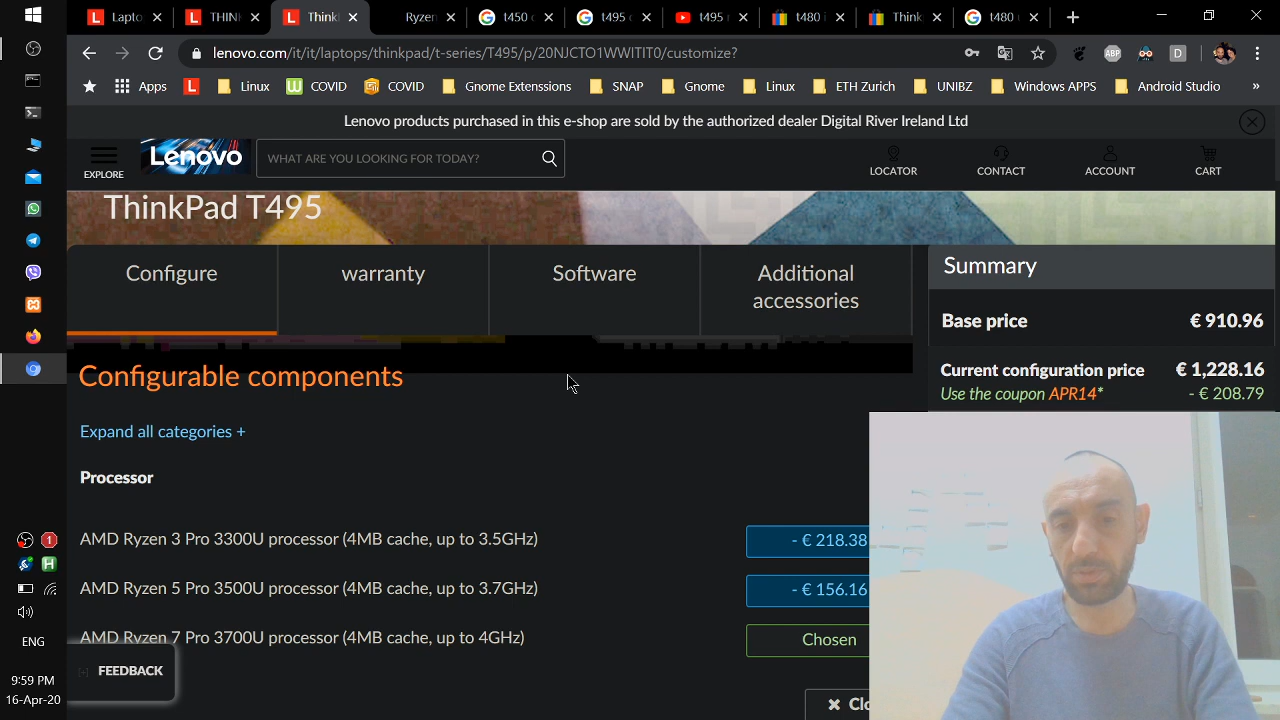 Lapto
THIN
Think
Ryzen
t450 c
t495 c
t495 r
t480 i
Think
t480
lenovo.com/it/it/laptops/thinkpad/t-series/T495/p/20NJCTO1WWITIT0/customize?
ABP
D
Apps
Linux
COVID
COVID
Gnome Extenssions
SNAP
Gnome
Linux
ETH Zurich
UNIBZ
Windows APPS
Android Studio
»
Lenovo products purchased in this e-shop are sold by the authorized dealer Digital River Ireland Ltd
EXPLORE
Lenovo
WHAT ARE YOU LOOKING FOR TODAY?
LOCATOR
CONTACT
ACCOUNT
CART
ThinkPad T495
Configure
warranty
Software
Additional
accessories
Summary
Base price
€ 910.96
Current configuration price
€ 1,228.16
Use the coupon APR14*
- € 208.79
Configurable components
Expand all categories +
Processor
AMD Ryzen 3 Pro 3300U processor (4MB cache, up to 3.5GHz)
- € 218.38
AMD Ryzen 5 Pro 3500U processor (4MB cache, up to 3.7GHz)
- € 156.16
AMD Ryzen 7 Pro 3700U processor (4MB cache, up to 4GHz)
Chosen
FEEDBACK
Clo
1
H
ENG
9:59 PM
16-Apr-20